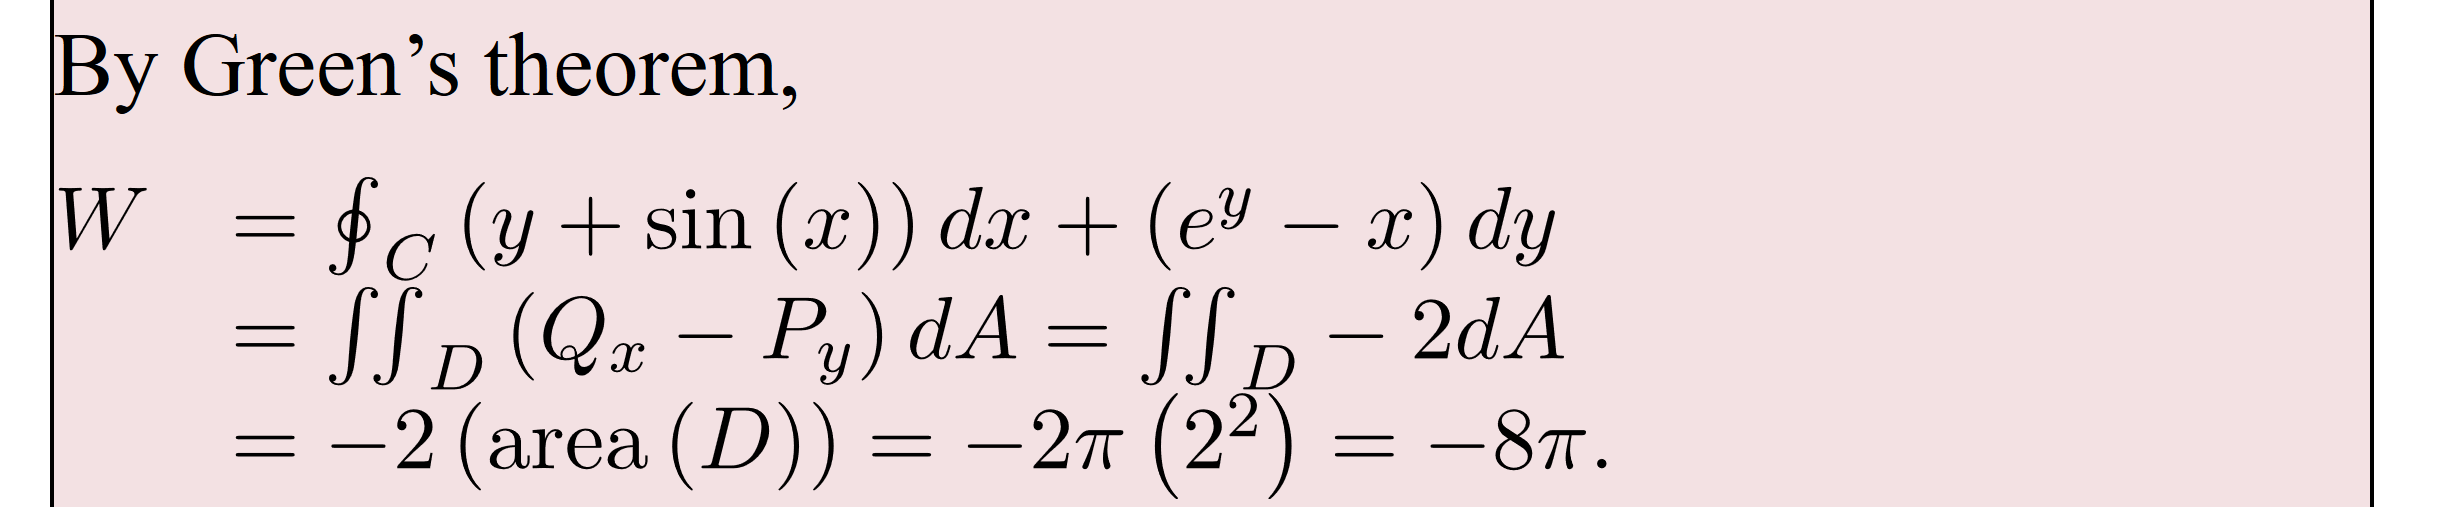 By Green’s theorem,
W = ∮_C (y + sin (x)) dx + (e^y − x) dy
= ∬_D (Q_x − P_y) dA = ∬_D − 2dA
= −2 (area (D)) = −2π (2^2) = −8π.